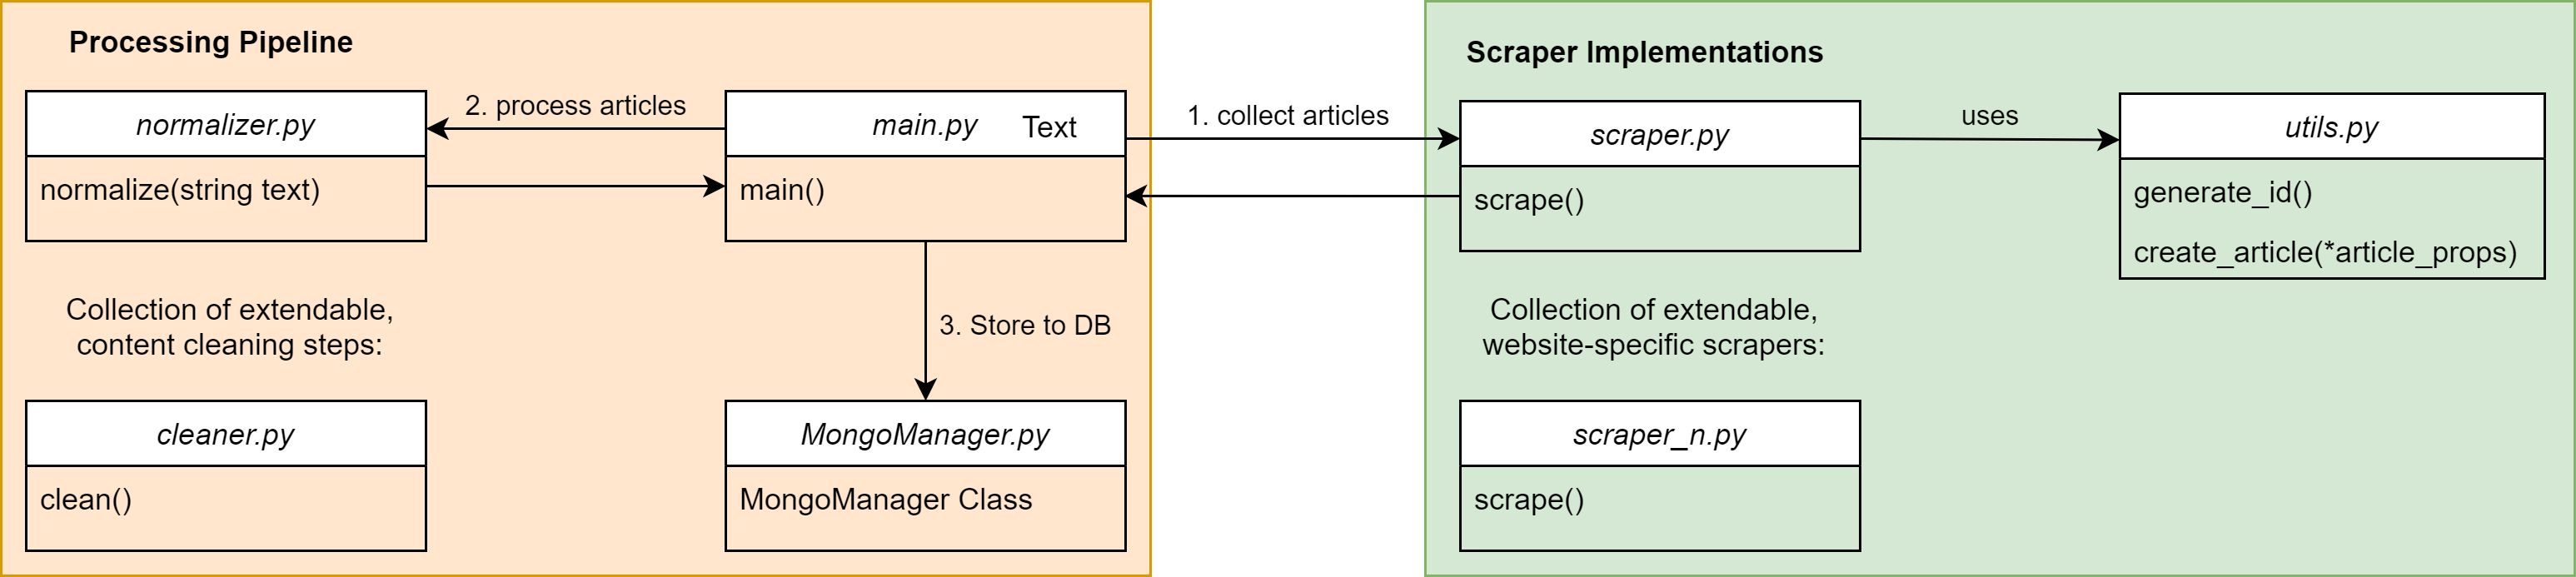 Processing Pipeline
normalizer.py
normalize(string text)
2. process articles
main.py
Text
main()
Collection of extendable,
content cleaning steps:
3. Store to DB
cleaner.py
clean()
MongoManager.py
MongoManager Class
1. collect articles
Scraper Implementations
scraper.py
scrape()
uses
utils.py
generate_id()
create_article(*article_props)
Collection of extendable,
website-specific scrapers:
scraper_n.py
scrape()